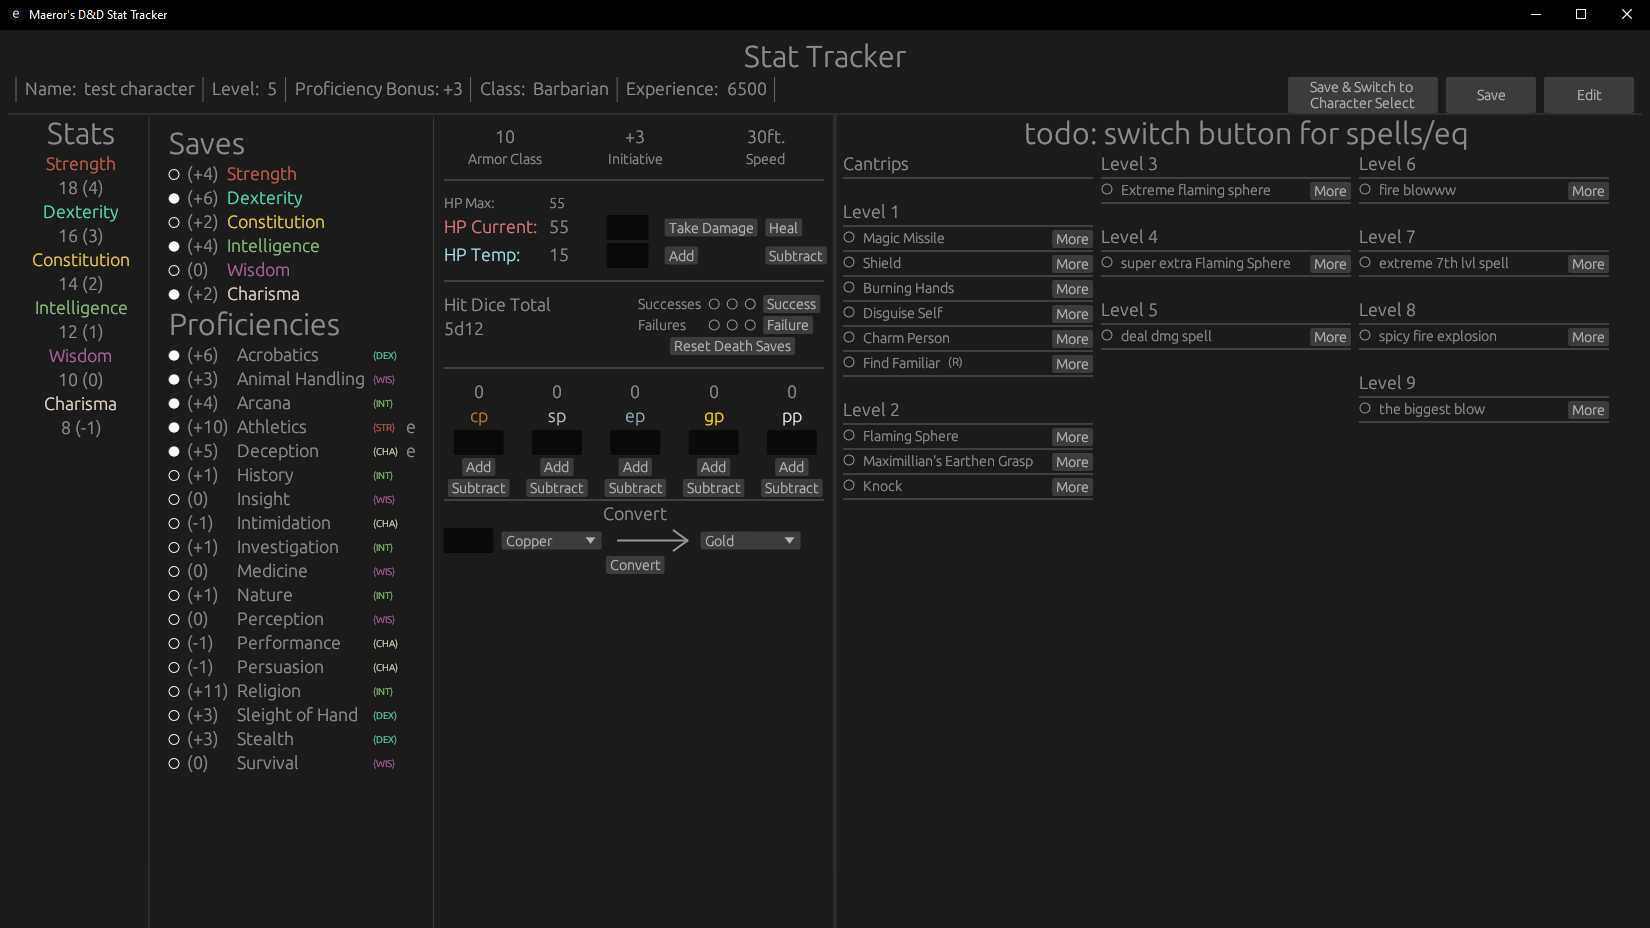 e Maeror's D&D Stat Tracker
Stat Tracker
Name: test character Level: 5 Proficiency Bonus: +3 Class: Barbarian Experience: 6500
Save & Switch to
Character Select
Save
Edit
Stats
Strength
18 (4)
Dexterity
16 (3)
Constitution
14 (2)
Intelligence
12 (1)
Wisdom
10 (0)
Charisma
8 (-1)
Saves
(+4) Strength
(+6) Dexterity
(+2) Constitution
(+4) Intelligence
(0) Wisdom
(+2) Charisma
Proficiencies
(+6) Acrobatics (DEX)
(+3) Animal Handling (WIS)
(+4) Arcana (INT)
(+10) Athletics (STR) e
(+5) Deception (CHA) e
(+1) History (INT)
(0) Insight (WIS)
(-1) Intimidation (CHA)
(+1) Investigation (INT)
(0) Medicine (WIS)
(+1) Nature (INT)
(0) Perception (WIS)
(-1) Performance (CHA)
(-1) Persuasion (CHA)
(+11) Religion (INT)
(+3) Sleight of Hand (DEX)
(+3) Stealth (DEX)
(0) Survival (WIS)
10 +3 30ft.
Armor Class Initiative Speed
HP Max: 55
HP Current: 55 Take Damage Heal
HP Temp: 15 Add Subtract
Hit Dice Total
5d12
Successes Success
Failures Failure
Reset Death Saves
0 0 0 0 0
cp sp ep gp pp
Add Add Add Add Add
Subtract Subtract Subtract Subtract Subtract
Convert
Copper Gold
Convert
todo: switch button for spells/eq
Cantrips
Level 1
Magic Missile More
Shield More
Burning Hands More
Disguise Self More
Charm Person More
Find Familiar (R) More
Level 2
Flaming Sphere More
Maximillian's Earthen Grasp More
Knock More
Level 3
Extreme flaming sphere More
Level 4
super extra Flaming Sphere More
Level 5
deal dmg spell More
Level 6
fire blowww More
Level 7
extreme 7th lvl spell More
Level 8
spicy fire explosion More
Level 9
the biggest blow More